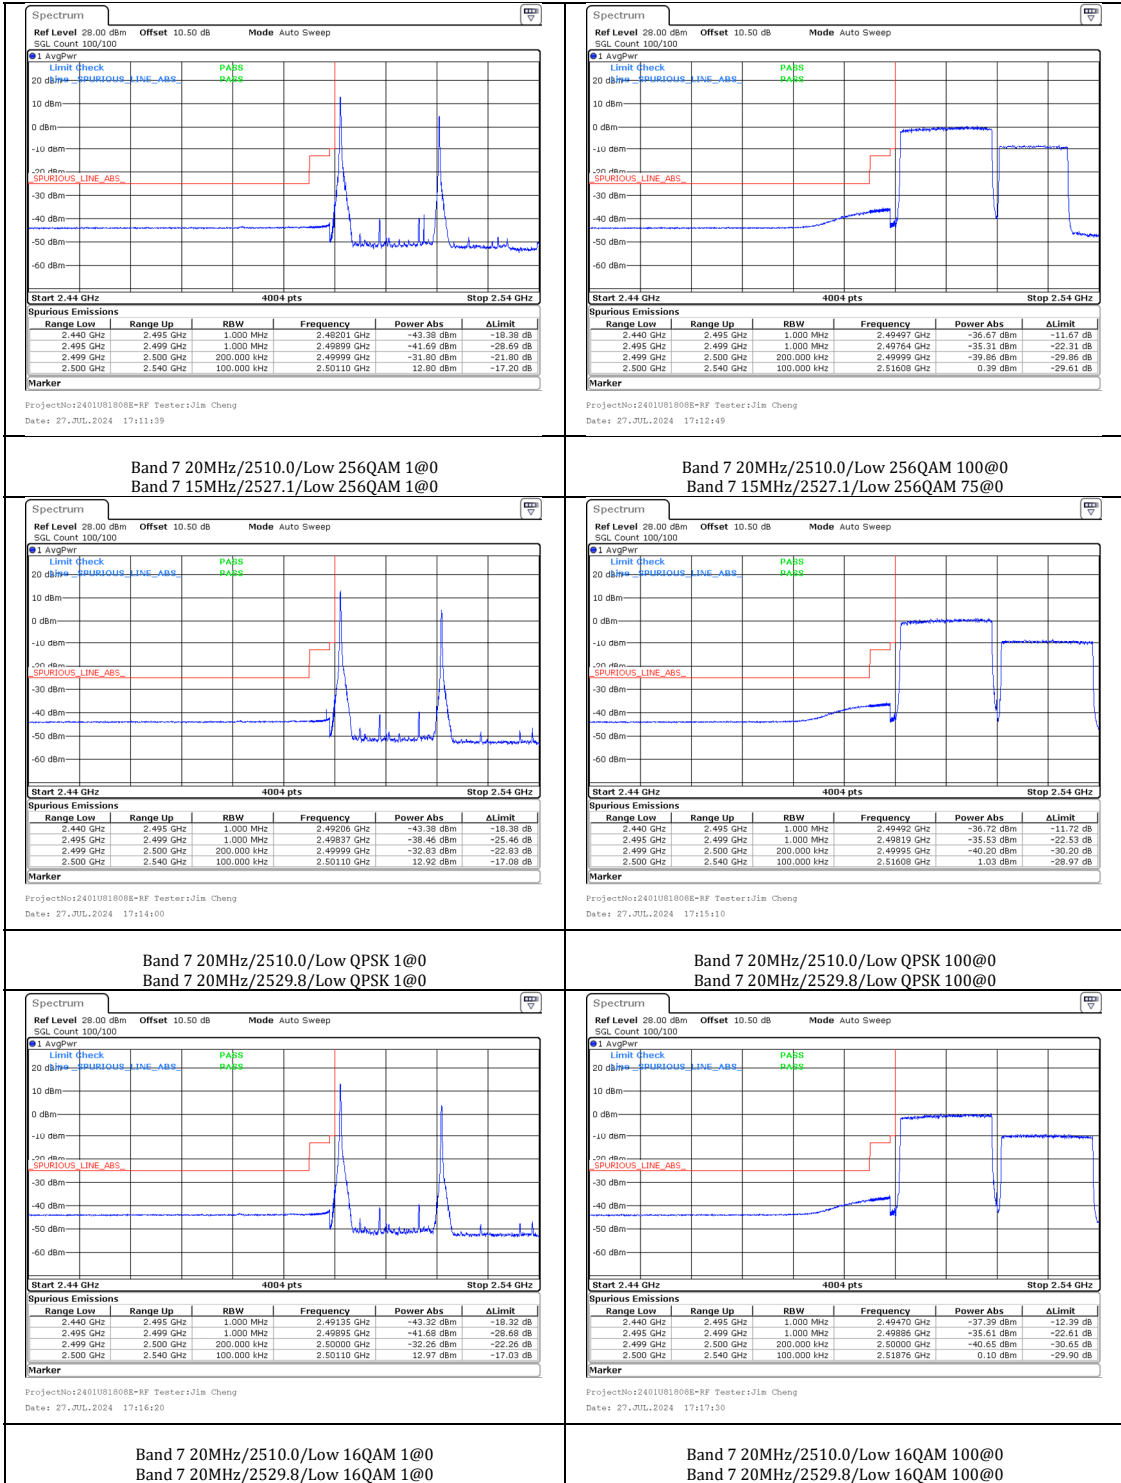 Spectrum
Ref Level 28.00 dBm Offset 10.50 dB Mode Auto Sweep
SGL Count 100/100
1 AvgPwr
Limit Check PASS
Line _SPURIOUS_LINE_ABS_ PASS
20 dBm
10 dBm
0 dBm
-10 dBm
-20 dBm
_SPURIOUS_LINE_ABS_
-30 dBm
-40 dBm
-50 dBm
-60 dBm
Start 2.44 GHz 4004 pts Stop 2.54 GHz
Spurious Emissions
Range Low Range Up RBW Frequency Power Abs ΔLimit
2.440 GHz 2.495 GHz 1.000 MHz 2.48201 GHz -43.38 dBm -18.38 dB
2.495 GHz 2.499 GHz 1.000 MHz 2.49899 GHz -41.69 dBm -28.69 dB
2.499 GHz 2.500 GHz 200.000 kHz 2.49999 GHz -31.80 dBm -21.80 dB
2.500 GHz 2.540 GHz 100.000 kHz 2.50110 GHz 12.80 dBm -17.20 dB
Marker
ProjectNo:2401U81808E-RF Tester:Jim Cheng
Date: 27.JUL.2024 17:11:39
Spectrum
Ref Level 28.00 dBm Offset 10.50 dB Mode Auto Sweep
SGL Count 100/100
1 AvgPwr
Limit Check PASS
Line _SPURIOUS_LINE_ABS_ PASS
20 dBm
10 dBm
0 dBm
-10 dBm
-20 dBm
_SPURIOUS_LINE_ABS_
-30 dBm
-40 dBm
-50 dBm
-60 dBm
Start 2.44 GHz 4004 pts Stop 2.54 GHz
Spurious Emissions
Range Low Range Up RBW Frequency Power Abs ΔLimit
2.440 GHz 2.495 GHz 1.000 MHz 2.49497 GHz -36.67 dBm -11.67 dB
2.495 GHz 2.499 GHz 1.000 MHz 2.49764 GHz -35.31 dBm -22.31 dB
2.499 GHz 2.500 GHz 200.000 kHz 2.49999 GHz -39.86 dBm -29.86 dB
2.500 GHz 2.540 GHz 100.000 kHz 2.51608 GHz 0.39 dBm -29.61 dB
Marker
ProjectNo:2401U81808E-RF Tester:Jim Cheng
Date: 27.JUL.2024 17:12:49
Band 7 20MHz/2510.0/Low 256QAM 1@0
Band 7 15MHz/2527.1/Low 256QAM 1@0
Band 7 20MHz/2510.0/Low 256QAM 100@0
Band 7 15MHz/2527.1/Low 256QAM 75@0
Spectrum
Ref Level 28.00 dBm Offset 10.50 dB Mode Auto Sweep
SGL Count 100/100
1 AvgPwr
Limit Check PASS
Line _SPURIOUS_LINE_ABS_ PASS
20 dBm
10 dBm
0 dBm
-10 dBm
-20 dBm
_SPURIOUS_LINE_ABS_
-30 dBm
-40 dBm
-50 dBm
-60 dBm
Start 2.44 GHz 4004 pts Stop 2.54 GHz
Spurious Emissions
Range Low Range Up RBW Frequency Power Abs ΔLimit
2.440 GHz 2.495 GHz 1.000 MHz 2.49206 GHz -43.38 dBm -18.38 dB
2.495 GHz 2.499 GHz 1.000 MHz 2.49837 GHz -38.46 dBm -25.46 dB
2.499 GHz 2.500 GHz 200.000 kHz 2.49999 GHz -32.83 dBm -22.83 dB
2.500 GHz 2.540 GHz 100.000 kHz 2.50110 GHz 12.92 dBm -17.08 dB
Marker
ProjectNo:2401U81808E-RF Tester:Jim Cheng
Date: 27.JUL.2024 17:14:00
Spectrum
Ref Level 28.00 dBm Offset 10.50 dB Mode Auto Sweep
SGL Count 100/100
1 AvgPwr
Limit Check PASS
Line _SPURIOUS_LINE_ABS_ PASS
20 dBm
10 dBm
0 dBm
-10 dBm
-20 dBm
_SPURIOUS_LINE_ABS_
-30 dBm
-40 dBm
-50 dBm
-60 dBm
Start 2.44 GHz 4004 pts Stop 2.54 GHz
Spurious Emissions
Range Low Range Up RBW Frequency Power Abs ΔLimit
2.440 GHz 2.495 GHz 1.000 MHz 2.49492 GHz -36.72 dBm -11.72 dB
2.495 GHz 2.499 GHz 1.000 MHz 2.49819 GHz -35.53 dBm -22.53 dB
2.499 GHz 2.500 GHz 200.000 kHz 2.49995 GHz -40.20 dBm -30.20 dB
2.500 GHz 2.540 GHz 100.000 kHz 2.51608 GHz 1.03 dBm -28.97 dB
Marker
ProjectNo:2401U81808E-RF Tester:Jim Cheng
Date: 27.JUL.2024 17:15:10
Band 7 20MHz/2510.0/Low QPSK 1@0
Band 7 20MHz/2529.8/Low QPSK 1@0
Band 7 20MHz/2510.0/Low QPSK 100@0
Band 7 20MHz/2529.8/Low QPSK 100@0
Spectrum
Ref Level 28.00 dBm Offset 10.50 dB Mode Auto Sweep
SGL Count 100/100
1 AvgPwr
Limit Check PASS
Line _SPURIOUS_LINE_ABS_ PASS
20 dBm
10 dBm
0 dBm
-10 dBm
-20 dBm
_SPURIOUS_LINE_ABS_
-30 dBm
-40 dBm
-50 dBm
-60 dBm
Start 2.44 GHz 4004 pts Stop 2.54 GHz
Spurious Emissions
Range Low Range Up RBW Frequency Power Abs ΔLimit
2.440 GHz 2.495 GHz 1.000 MHz 2.49135 GHz -43.32 dBm -18.32 dB
2.495 GHz 2.499 GHz 1.000 MHz 2.49895 GHz -41.68 dBm -28.68 dB
2.499 GHz 2.500 GHz 200.000 kHz 2.50000 GHz -32.26 dBm -22.26 dB
2.500 GHz 2.540 GHz 100.000 kHz 2.50110 GHz 12.97 dBm -17.03 dB
Marker
ProjectNo:2401U81808E-RF Tester:Jim Cheng
Date: 27.JUL.2024 17:16:20
Spectrum
Ref Level 28.00 dBm Offset 10.50 dB Mode Auto Sweep
SGL Count 100/100
1 AvgPwr
Limit Check PASS
Line _SPURIOUS_LINE_ABS_ PASS
20 dBm
10 dBm
0 dBm
-10 dBm
-20 dBm
_SPURIOUS_LINE_ABS_
-30 dBm
-40 dBm
-50 dBm
-60 dBm
Start 2.44 GHz 4004 pts Stop 2.54 GHz
Spurious Emissions
Range Low Range Up RBW Frequency Power Abs ΔLimit
2.440 GHz 2.495 GHz 1.000 MHz 2.49470 GHz -37.39 dBm -12.39 dB
2.495 GHz 2.499 GHz 1.000 MHz 2.49886 GHz -35.61 dBm -22.61 dB
2.499 GHz 2.500 GHz 200.000 kHz 2.50000 GHz -40.65 dBm -30.65 dB
2.500 GHz 2.540 GHz 100.000 kHz 2.51876 GHz 0.10 dBm -29.90 dB
Marker
ProjectNo:2401U81808E-RF Tester:Jim Cheng
Date: 27.JUL.2024 17:17:30
Band 7 20MHz/2510.0/Low 16QAM 1@0
Band 7 20MHz/2529.8/Low 16QAM 1@0
Band 7 20MHz/2510.0/Low 16QAM 100@0
Band 7 20MHz/2529.8/Low 16QAM 100@0